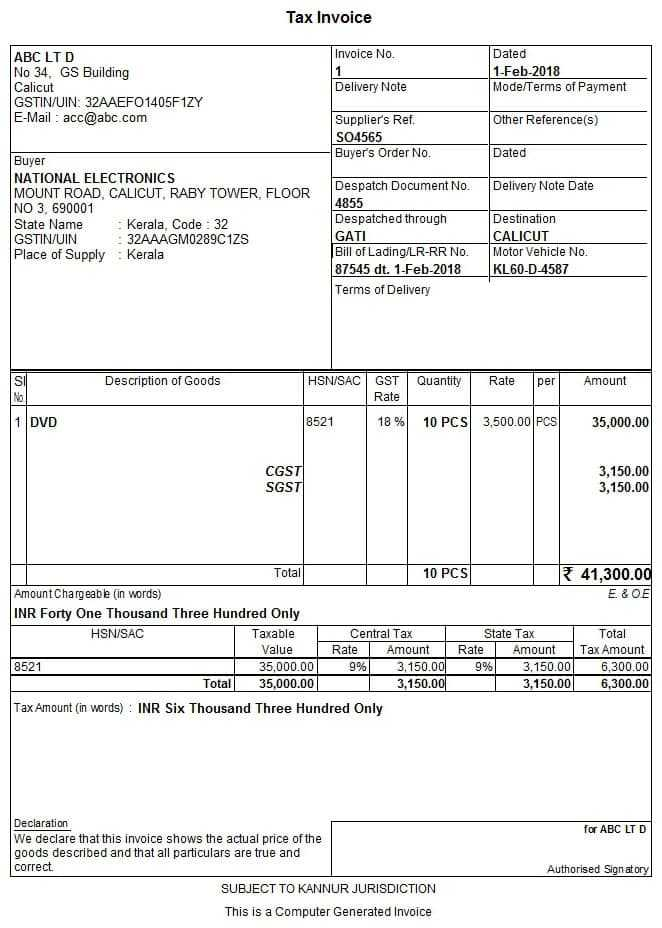 Tax Invoice
ABC LT D
No 34, GS Building
Calicut
GSTIN/UIN: 32AAEFO1405F1ZY
E-Mail : acc@abc.com
Invoice No.
1
Dated
1-Feb-2018
Delivery Note
Mode/Terms of Payment
Supplier's Ref.
SO4565
Other Reference(s)
Buyer
NATIONAL ELECTRONICS
MOUNT ROAD, CALICUT, RABY TOWER, FLOOR
NO 3, 690001
State Name : Kerala, Code : 32
GSTIN/UIN : 32AAAGM0289C1ZS
Place of Supply : Kerala
Buyer's Order No.
Dated
Despatch Document No.
4855
Delivery Note Date
Despatched through
GATI
Destination
CALICUT
Bill of Lading/LR-RR No.
87545 dt. 1-Feb-2018
Motor Vehicle No.
KL60-D-4587
Terms of Delivery
Sl No Description of Goods HSN/SAC GST Rate Quantity Rate per Amount
1 DVD 8521 18 % 10 PCS 3,500.00 PCS 35,000.00
CGST 3,150.00
SGST 3,150.00
Total 10 PCS ₹ 41,300.00
Amount Chargeable (in words) E. & O.E
INR Forty One Thousand Three Hundred Only
HSN/SAC Taxable Value Central Tax State Tax Total Tax Amount
Rate Amount Rate Amount
8521 35,000.00 9% 3,150.00 9% 3,150.00 6,300.00
Total 35,000.00 3,150.00 3,150.00 6,300.00
Tax Amount (in words) : INR Six Thousand Three Hundred Only
Declaration
We declare that this invoice shows the actual price of the
goods described and that all particulars are true and
correct.
for ABC LT D
Authorised Signatory
SUBJECT TO KANNUR JURISDICTION
This is a Computer Generated Invoice